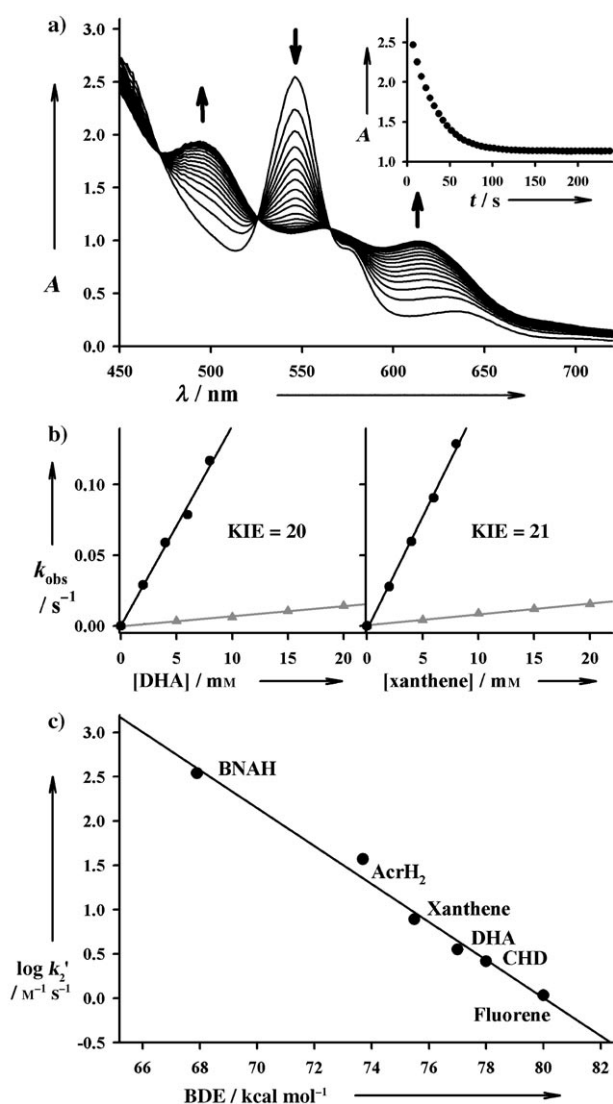 a)
3.0
2.5
2.0
1.5
1.0
0.5
0.0
A
450
500
550
600
650
700
λ / nm
2.5
2.0
1.5
1.0
A
0
50
100
150
200
t / s
b)
0.10
0.05
0.00
k obs
/ s⁻¹
KIE = 20
KIE = 21
0 5 10 15 20
0 5 10 15 20
[DHA] / mM
[xanthene] / mM
c)
3.0
2.5
2.0
1.5
1.0
0.5
0.0
-0.5
log k₂'
/ M⁻¹ S⁻¹
BNAH
AcrH₂
Xanthene
DHA
CHD
Fluorene
66 68 70 72 74 76 78 80 82
BDE / kcal mol⁻¹